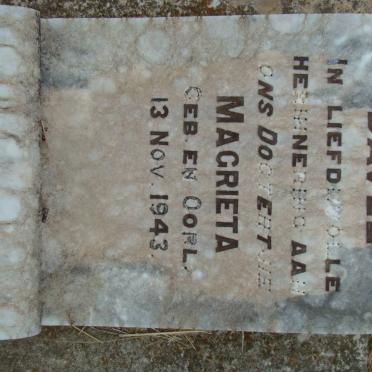 IN LIEFDEVOLLE
HERINNERING AAN
ONS DOGTERTJIE
MAGRIETA
GEB. EN OORL.
13 NOV. 1943.